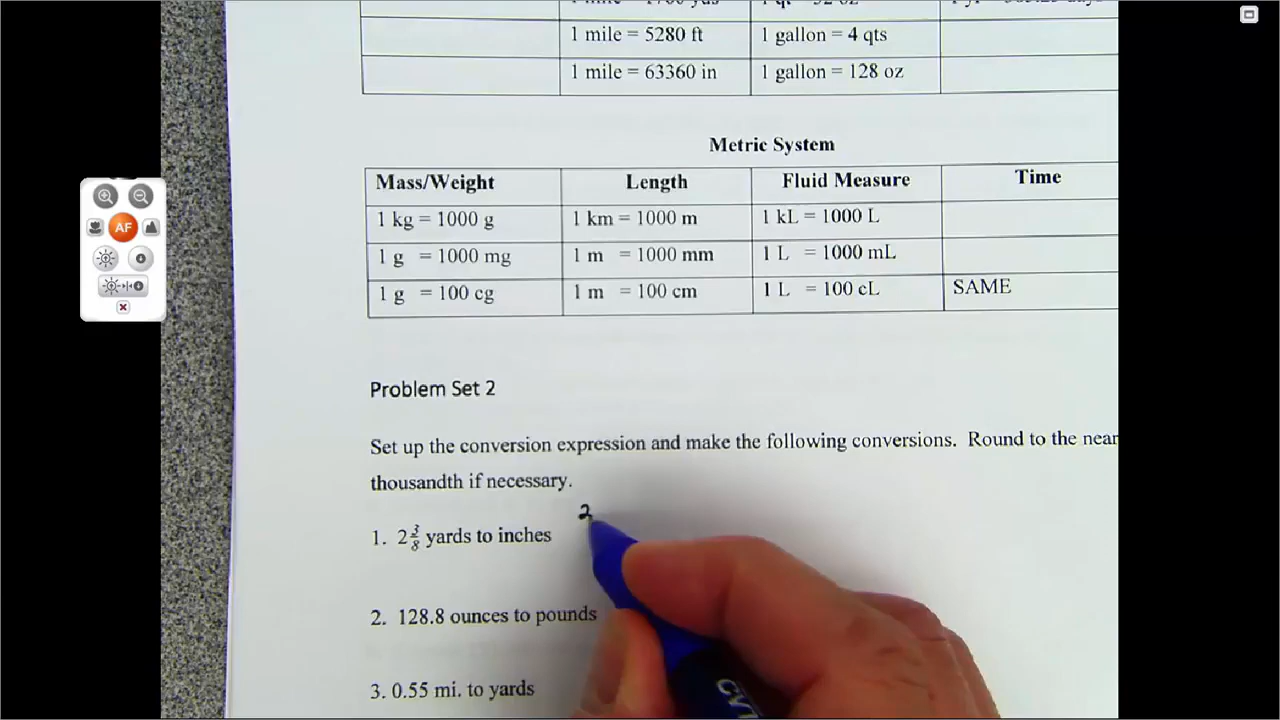 1 mile = 5280 ft 1 gallon = 4 qts
1 mile = 63360 in 1 gallon = 128 oz
Metric System
Mass/Weight Length Fluid Measure Time
1 kg = 1000 g 1 km = 1000 m 1 kL = 1000 L
1 g = 1000 mg 1 m = 1000 mm 1 L = 1000 mL
1 g = 100 cg 1 m = 100 cm 1 L = 100 cL SAME
Problem Set 2
Set up the conversion expression and make the following conversions. Round to the near
thousandth if necessary.
2
1. 2 3/8 yards to inches
2. 128.8 ounces to pounds
3. 0.55 mi. to yards
AF